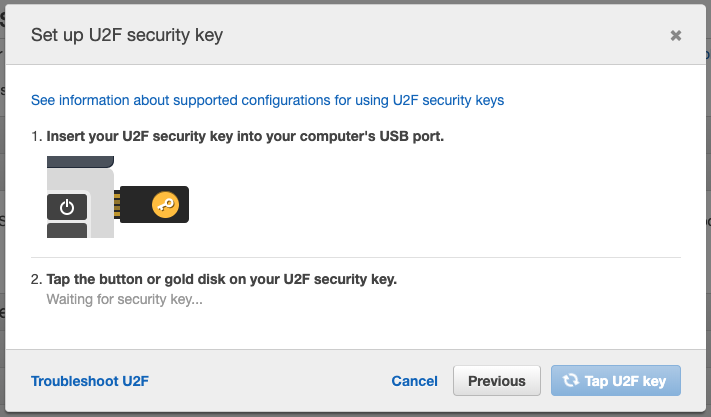 Set up U2F security key
See information about supported configurations for using U2F security keys
1. Insert your U2F security key into your computer's USB port.
2. Tap the button or gold disk on your U2F security key.
Waiting for security key...
Troubleshoot U2F
Cancel
Previous
Tap U2F key